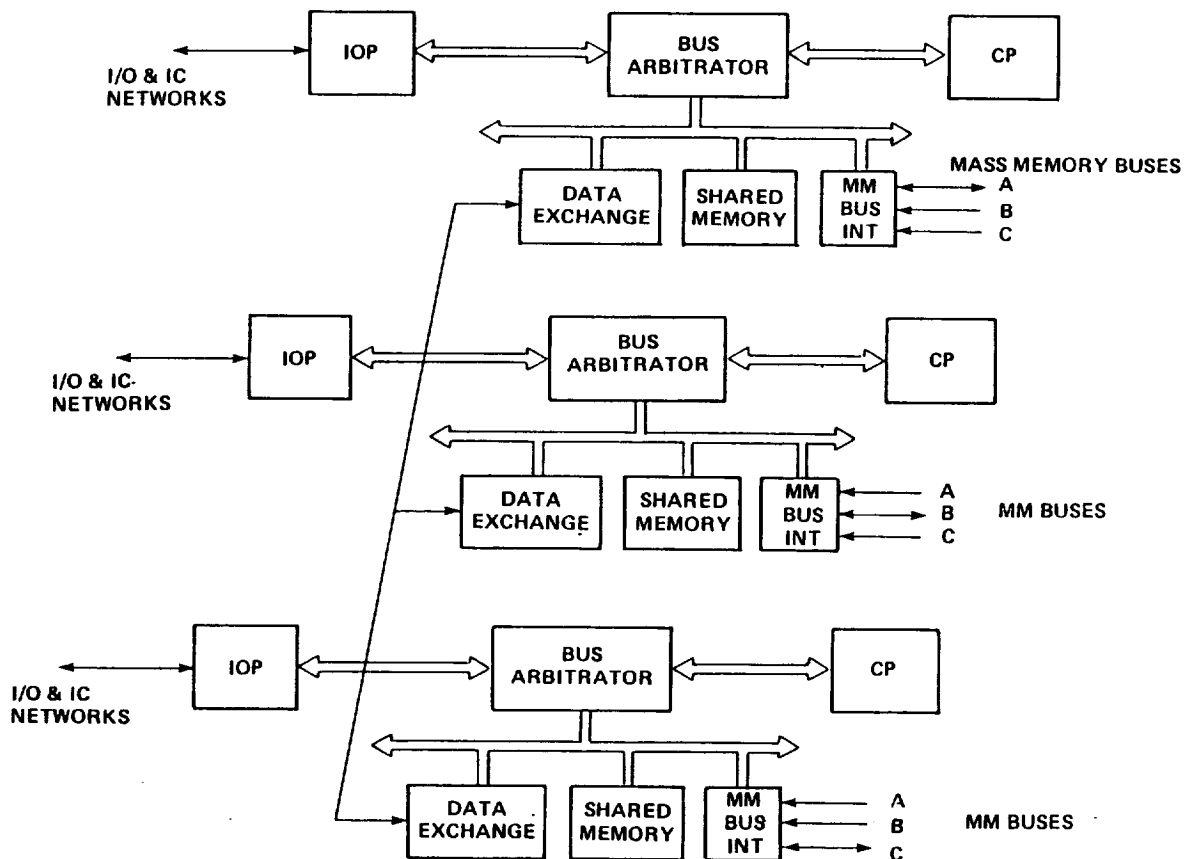 IOP
BUS
ARBITRATOR
CP
I/O & IC
NETWORKS
DATA
EXCHANGE
SHARED
MEMORY
MM
BUS
INT
MASS MEMORY BUSES
A
B
C
IOP
BUS
ARBITRATOR
CP
I/O & IC-
NETWORKS
DATA
EXCHANGE
SHARED
MEMORY
MM
BUS
INT
A
B
C
MM BUSES
IOP
BUS
ARBITRATOR
CP
I/O & IC
NETWORKS
DATA
EXCHANGE
SHARED
MEMORY
MM
BUS
INT
A
B
C
MM BUSES